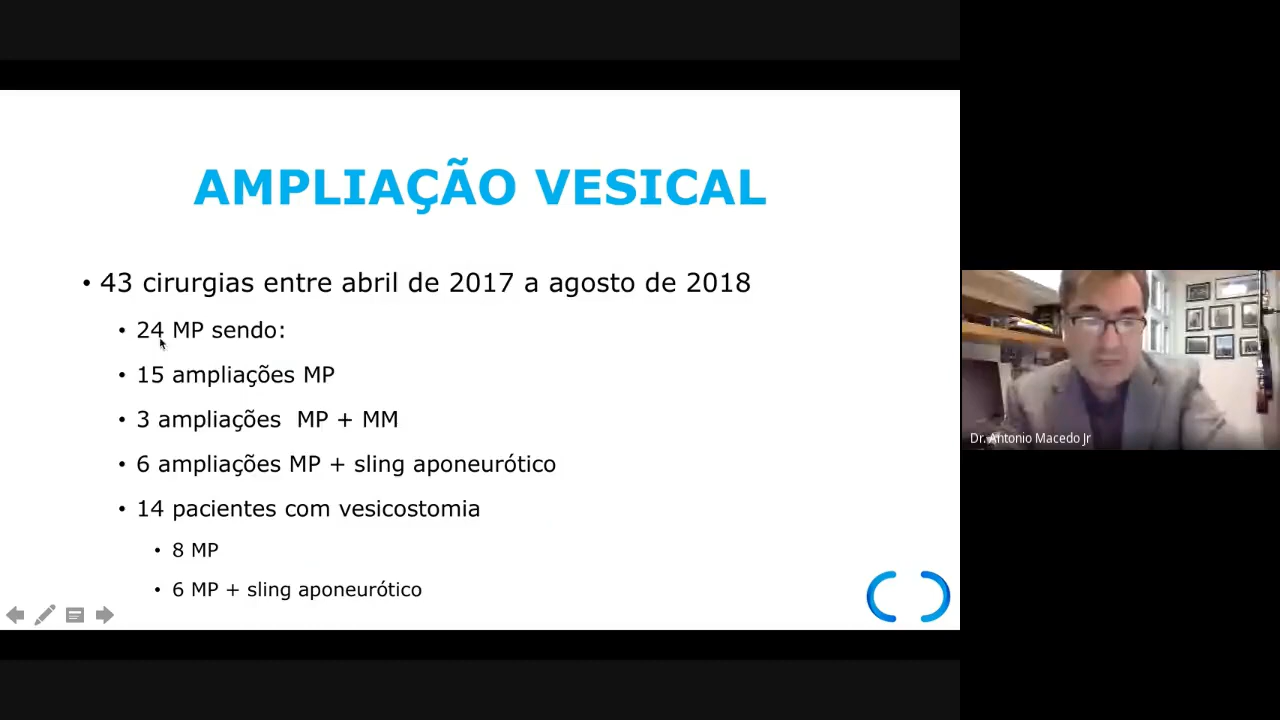 AMPLIAÇÃO VESICAL
• 43 cirurgias entre abril de 2017 a agosto de 2018
• 24 MP sendo:
• 15 ampliações MP
• 3 ampliações  MP + MM
• 6 ampliações MP + sling aponeurótico
• 14 pacientes com vesicostomia
• 8 MP
• 6 MP + sling aponeurótico
Dr. Antonio Macedo Jr